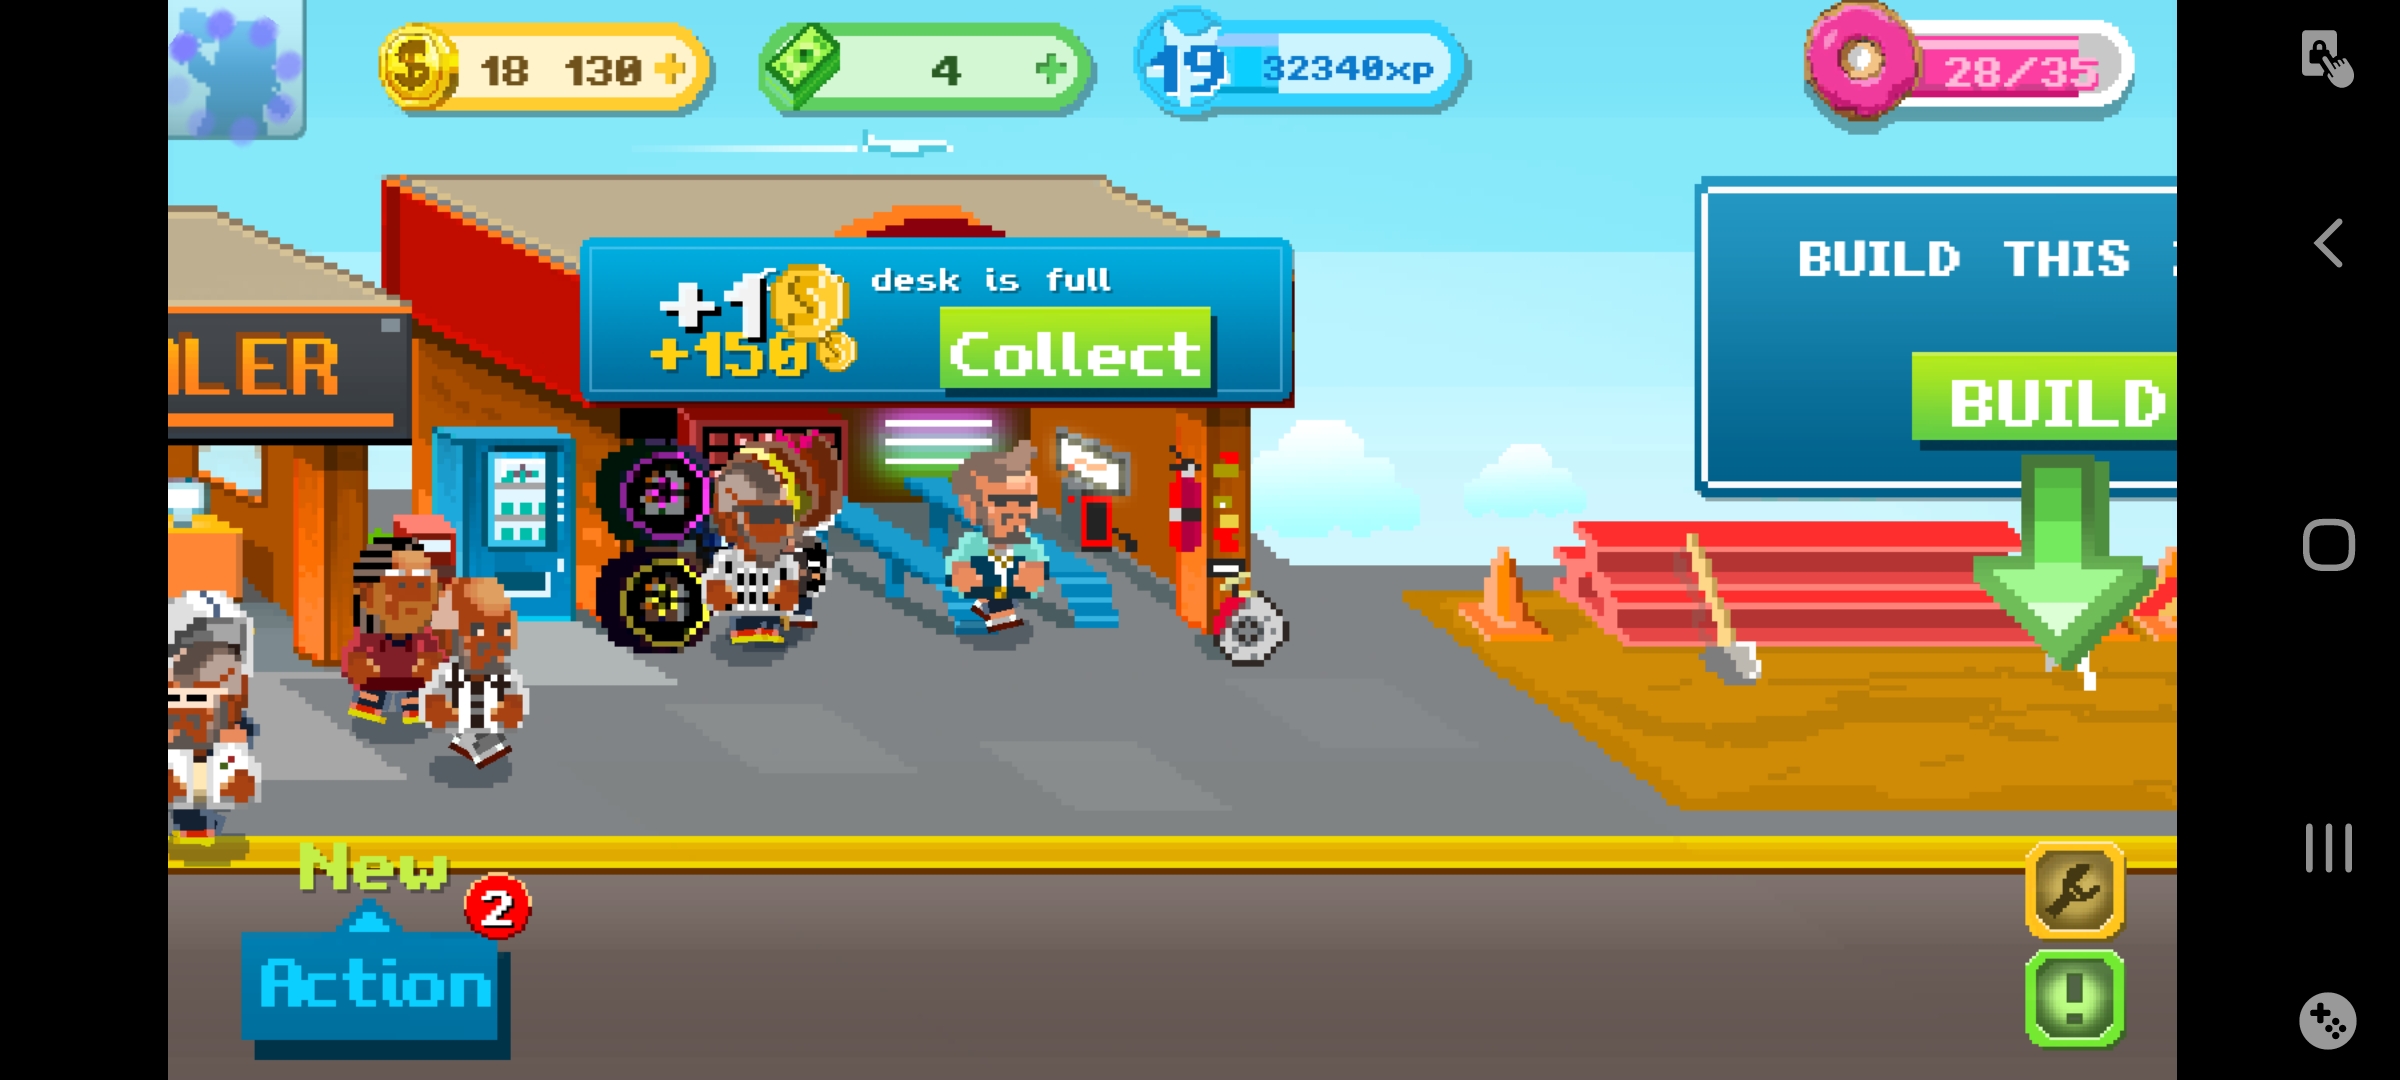 18 130 +
4 +
19 32340xp
28/35
desk is full
+1
+150
Collect
BUILD THIS
BUILD
LER
New
2
Action